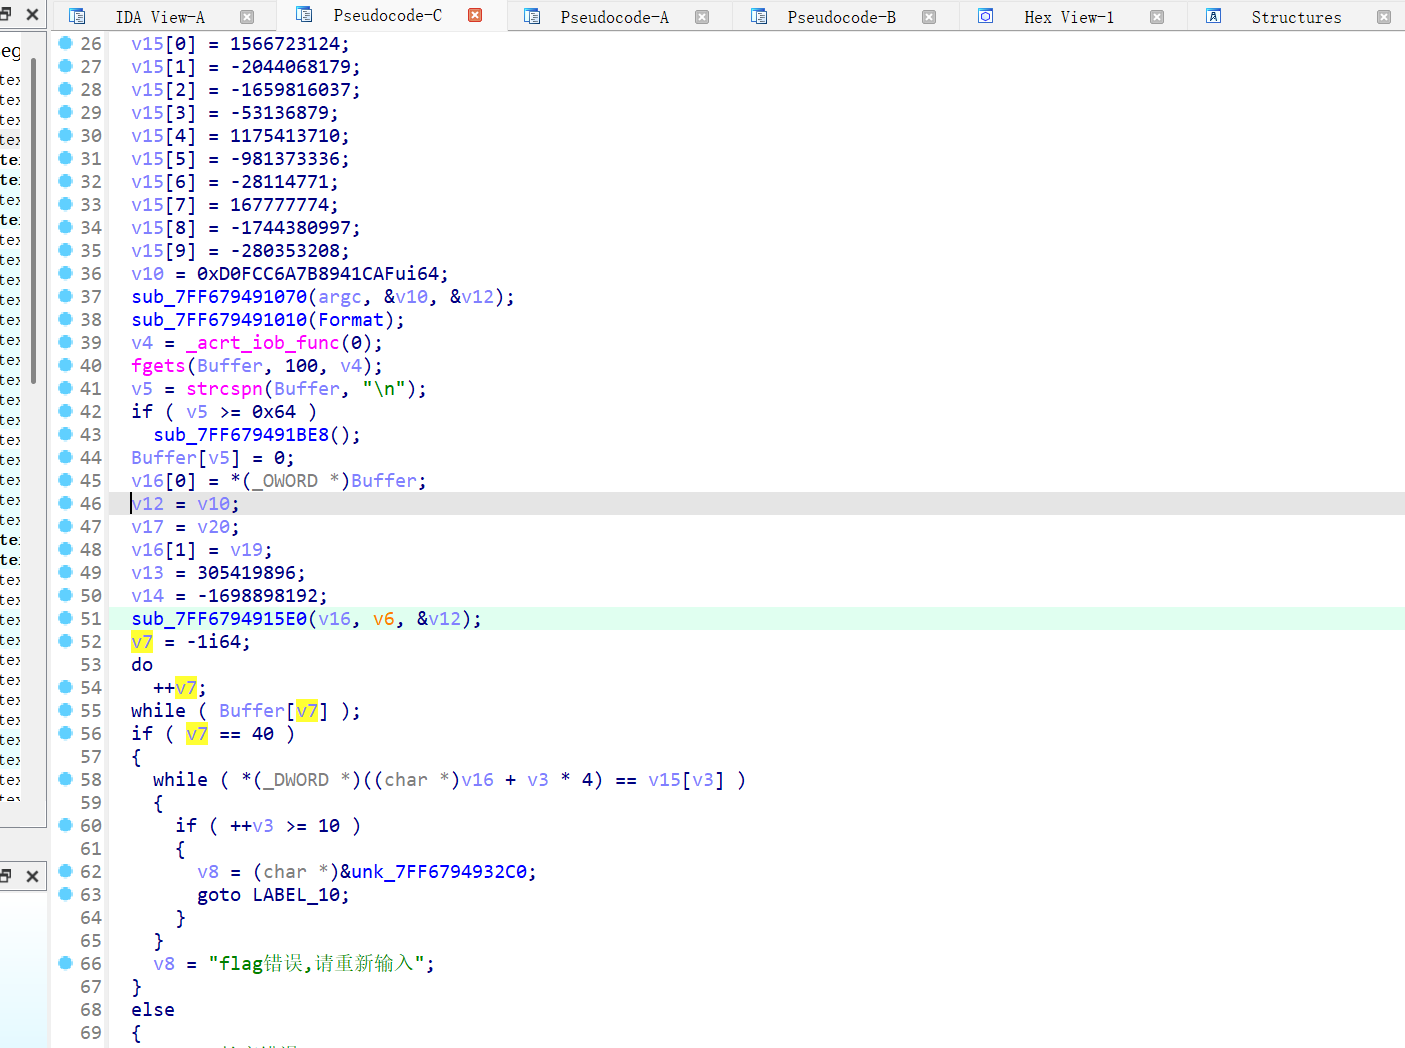 IDA View-A
Pseudocode-C
Pseudocode-A
Pseudocode-B
Hex View-1
Structures
26 v15[0] = 1566723124;
27 v15[1] = -2044068179;
28 v15[2] = -1659816037;
29 v15[3] = -53136879;
30 v15[4] = 1175413710;
31 v15[5] = -981373336;
32 v15[6] = -28114771;
33 v15[7] = 167777774;
34 v15[8] = -1744380997;
35 v15[9] = -280353208;
36 v10 = 0xD0FCC6A7B8941CAFui64;
37 sub_7FF679491070(argc, &v10, &v12);
38 sub_7FF679491010(Format);
39 v4 = _acrt_iob_func(0);
40 fgets(Buffer, 100, v4);
41 v5 = strcspn(Buffer, "\n");
42 if ( v5 >= 0x64 )
43 sub_7FF679491BE8();
44 Buffer[v5] = 0;
45 v16[0] = *(_OWORD *)Buffer;
46 v12 = v10;
47 v17 = v20;
48 v16[1] = v19;
49 v13 = 305419896;
50 v14 = -1698898192;
51 sub_7FF6794915E0(v16, v6, &v12);
52 v7 = -1i64;
53 do
54 ++v7;
55 while ( Buffer[v7] );
56 if ( v7 == 40 )
57 {
58 while ( *(_DWORD *)((char *)v16 + v3 * 4) == v15[v3] )
59 {
60 if ( ++v3 >= 10 )
61 {
62 v8 = (char *)&unk_7FF6794932C0;
63 goto LABEL_10;
64 }
65 }
66 v8 = "flag错误,请重新输入";
67 }
68 else
69 {